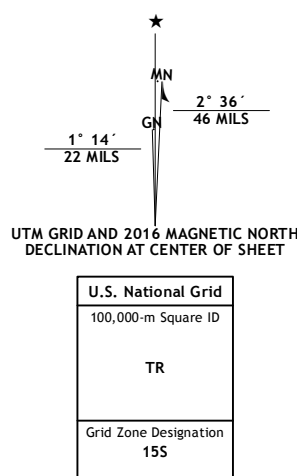 ★
MN
2° 36´
46 MILS
GN
1° 14´
22 MILS
UTM GRID AND 2016 MAGNETIC NORTH
DECLINATION AT CENTER OF SHEET
U.S. National Grid
100,000-m Square ID
TR
Grid Zone Designation
15S